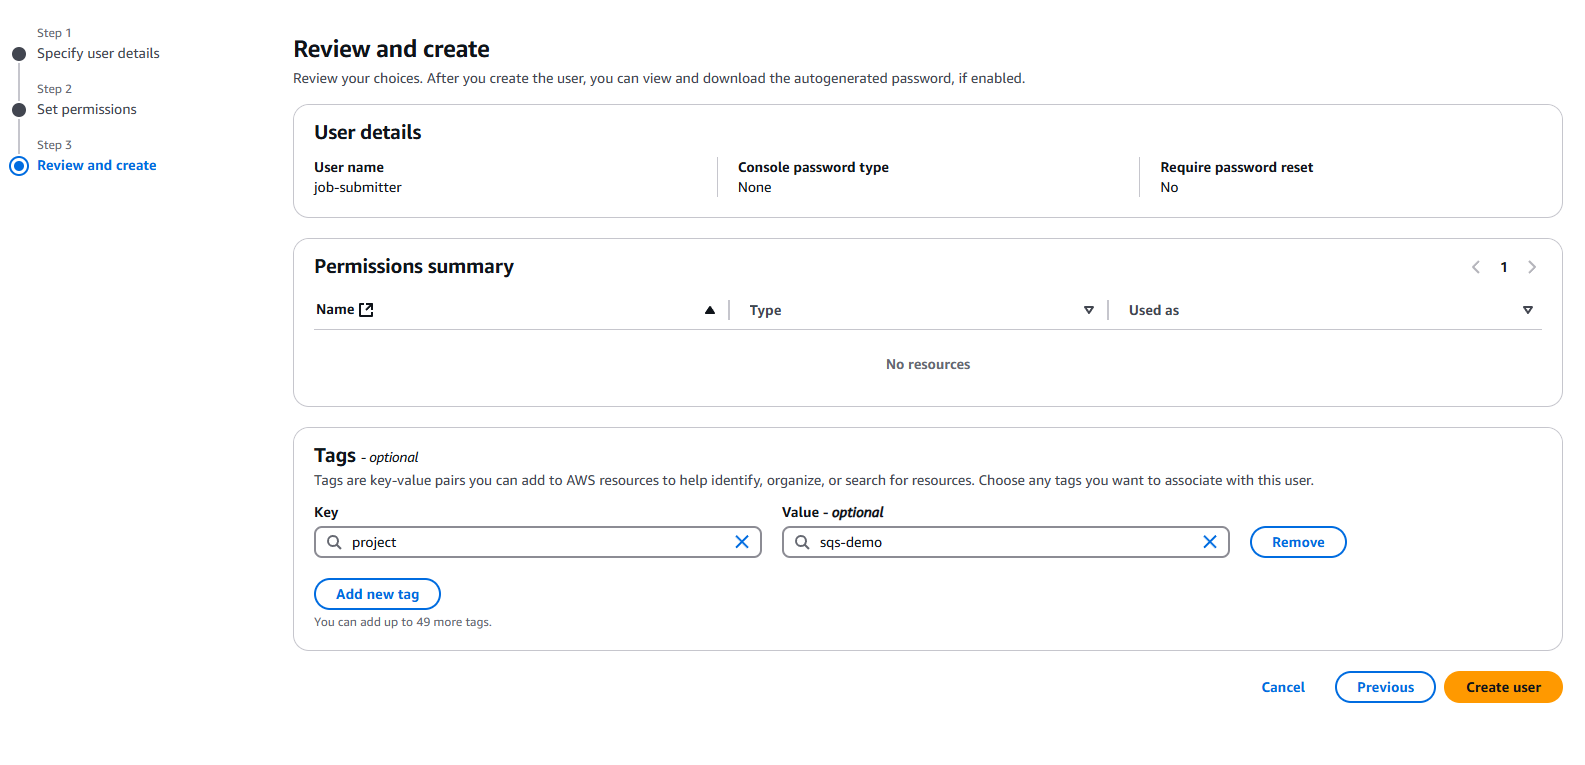 Step 1
Specify user details
Step 2
Set permissions
Step 3
Review and create
Review and create
Review your choices. After you create the user, you can view and download the autogenerated password, if enabled.
User details
User name
job-submitter
Console password type
None
Require password reset
No
Permissions summary
1
Name
Type
Used as
No resources
Tags - optional
Tags are key-value pairs you can add to AWS resources to help identify, organize, or search for resources. Choose any tags you want to associate with this user.
Key
Value - optional
project
sqs-demo
Remove
Add new tag
You can add up to 49 more tags.
Cancel
Previous
Create user